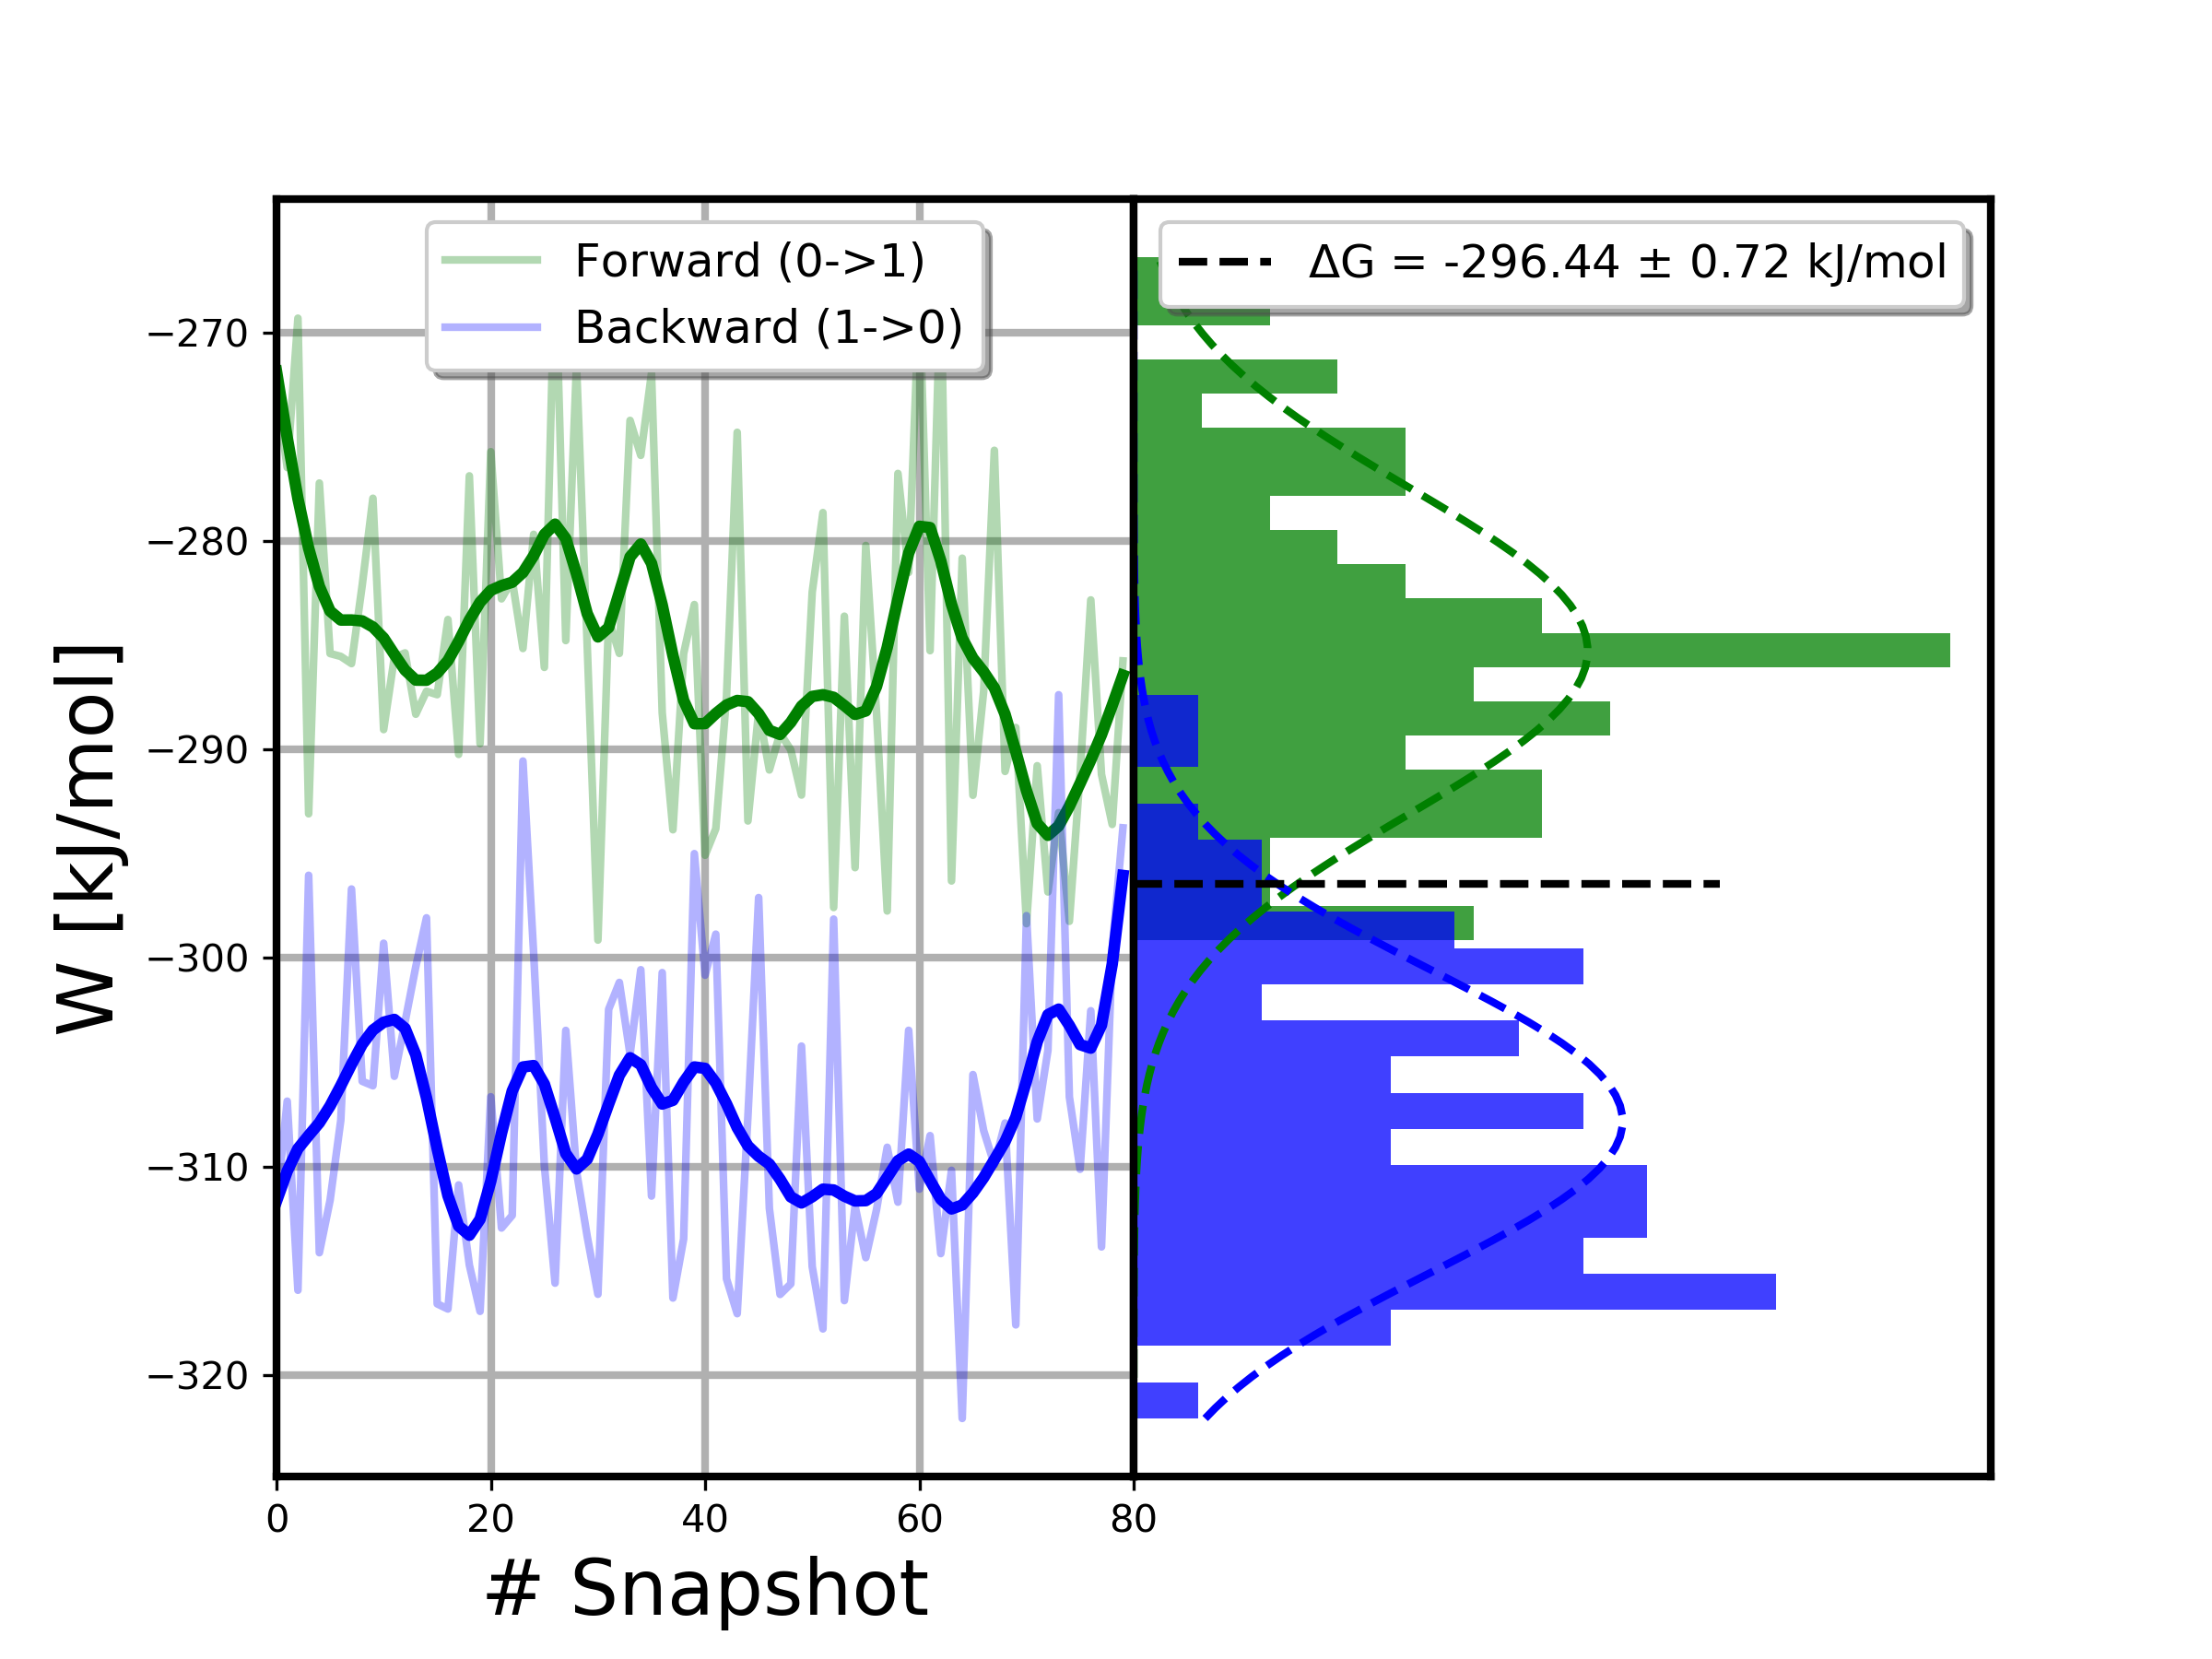 Forward (0->1)
Backward (1->0)
ΔG = -296.44 ± 0.72 kJ/mol
W [kJ/mol]
−270
−280
−290
−300
−310
−320
0 20 40 60 80
# Snapshot